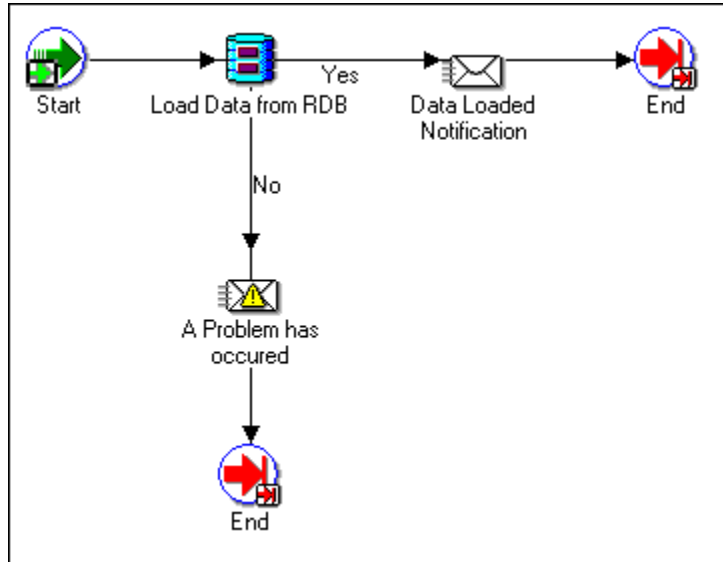 Start
Load Data from RDB
Yes
Data Loaded
Notification
End
No
A Problem has
occured
End